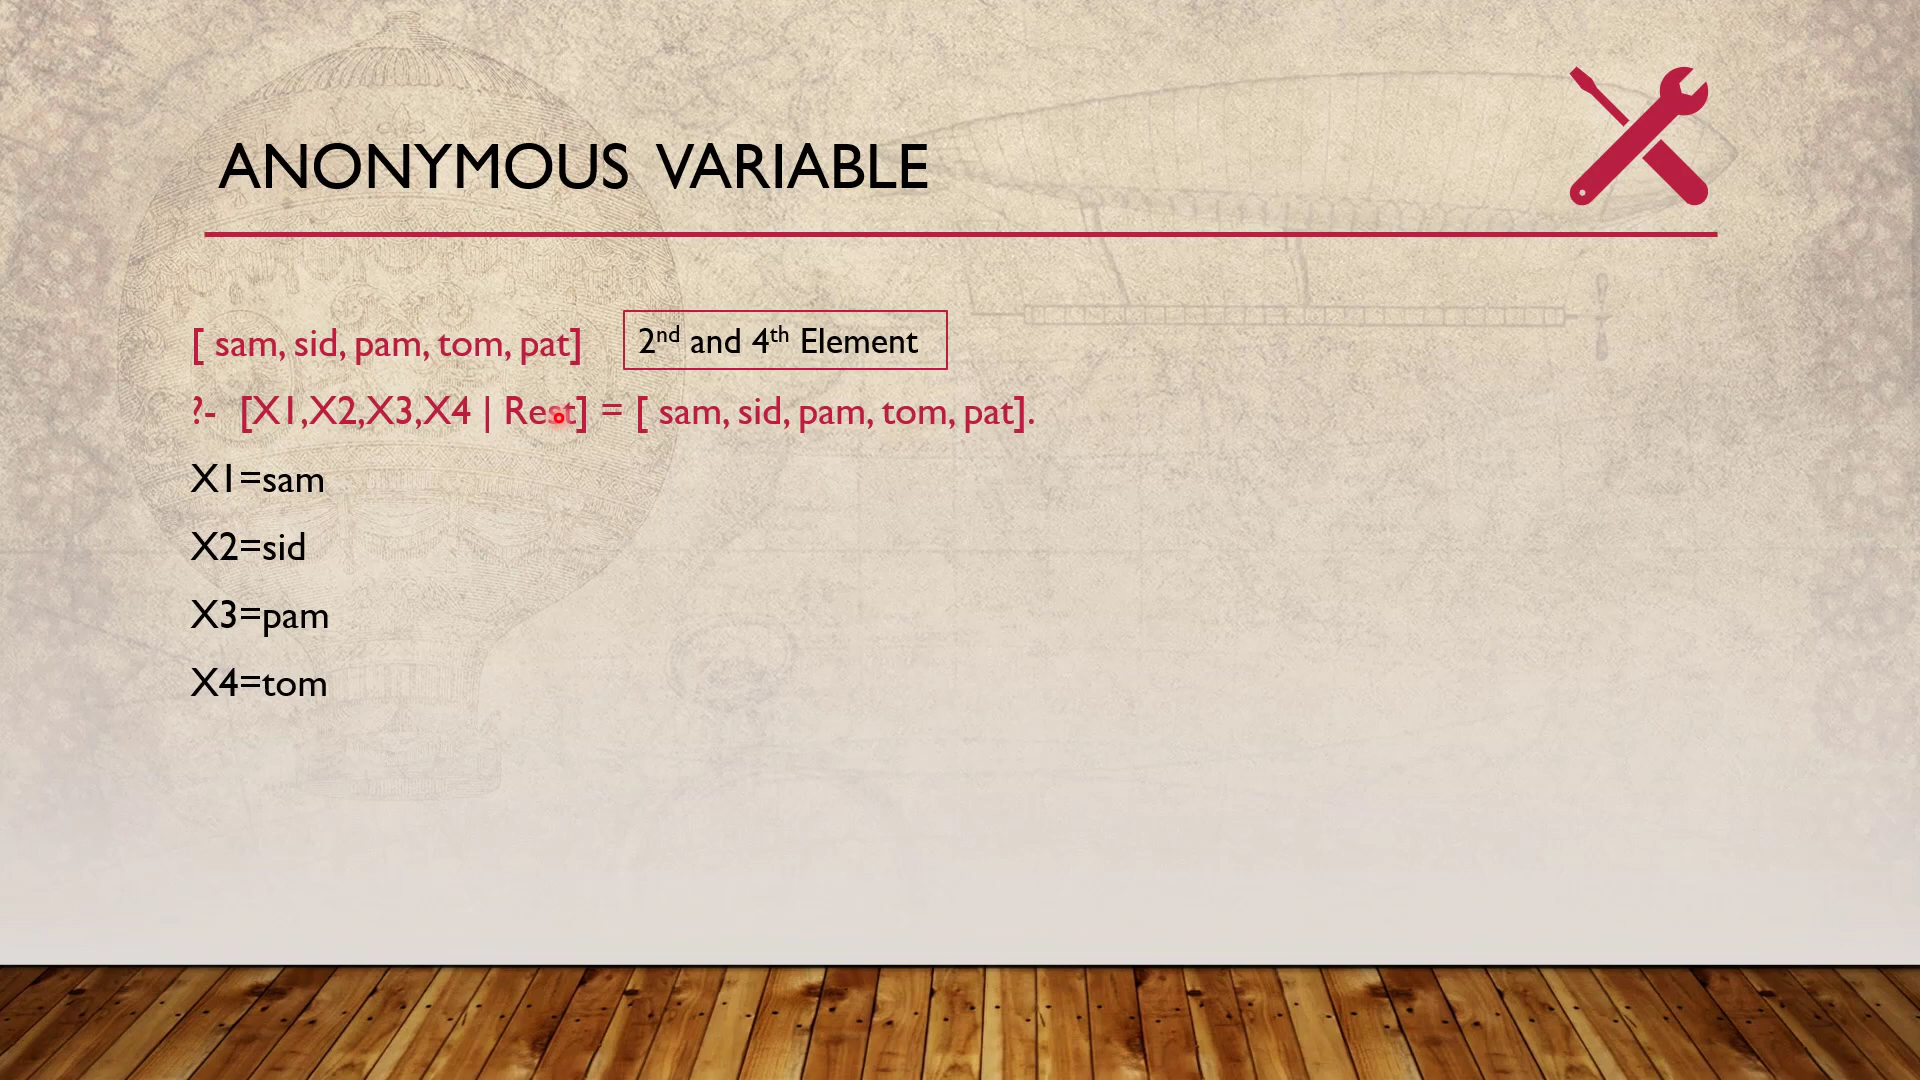 ANONYMOUS VARIABLE
[ sam, sid, pam, tom, pat] 2nd and 4th Element
?- [X1,X2,X3,X4 | Rest] = [ sam, sid, pam, tom, pat].
X1=sam
X2=sid
X3=pam
X4=tom